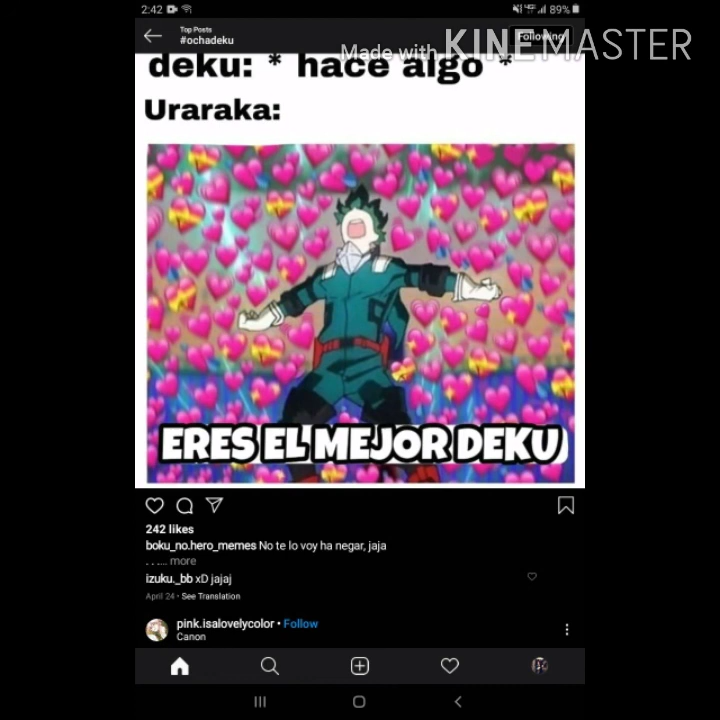 2:42 89%
Top Posts
#ochadeku
Following
Made with KINEMASTER
deku: * hace algo *
Uraraka:
ERES EL MEJOR DEKU
242 likes
boku_no.hero_memes No te lo voy ha negar, jaja
. . .... more
izuku._bb xD jajaj
April 24 · See Translation
pink.isalovelycolor • Follow
Canon